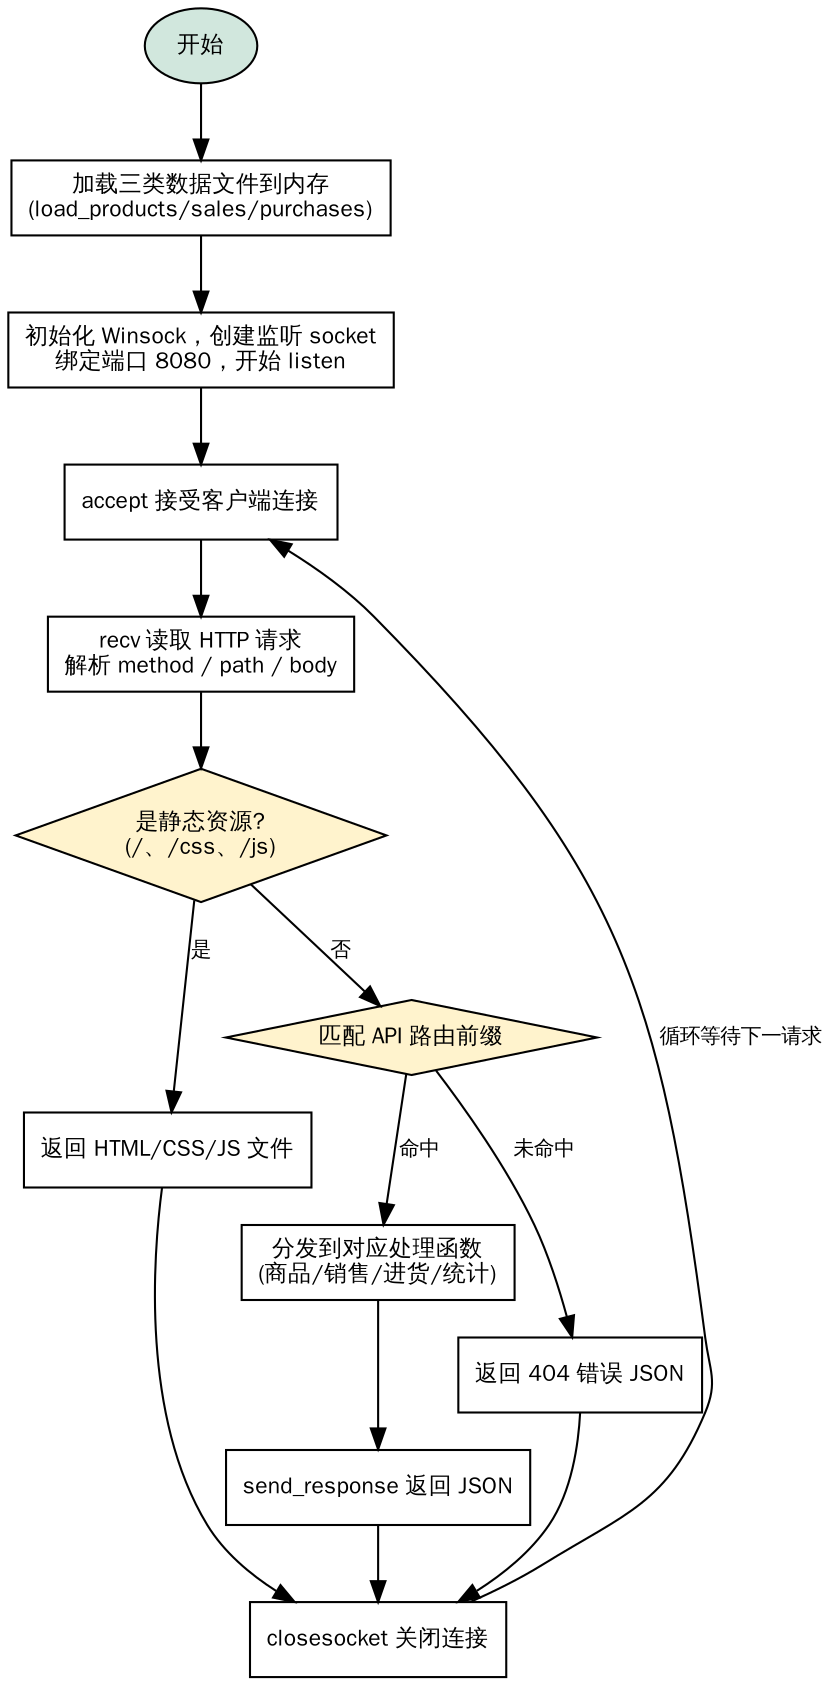 开始
加载三类数据文件到内存
(load_products/sales/purchases)
初始化 Winsock，创建监听 socket
绑定端口 8080，开始 listen
accept 接受客户端连接
recv 读取 HTTP 请求
解析 method / path / body
是静态资源?
(/、/css、/js)
是
否
匹配 API 路由前缀
循环等待下一请求
返回 HTML/CSS/JS 文件
命中
未命中
分发到对应处理函数
(商品/销售/进货/统计)
返回 404 错误 JSON
send_response 返回 JSON
closesocket 关闭连接